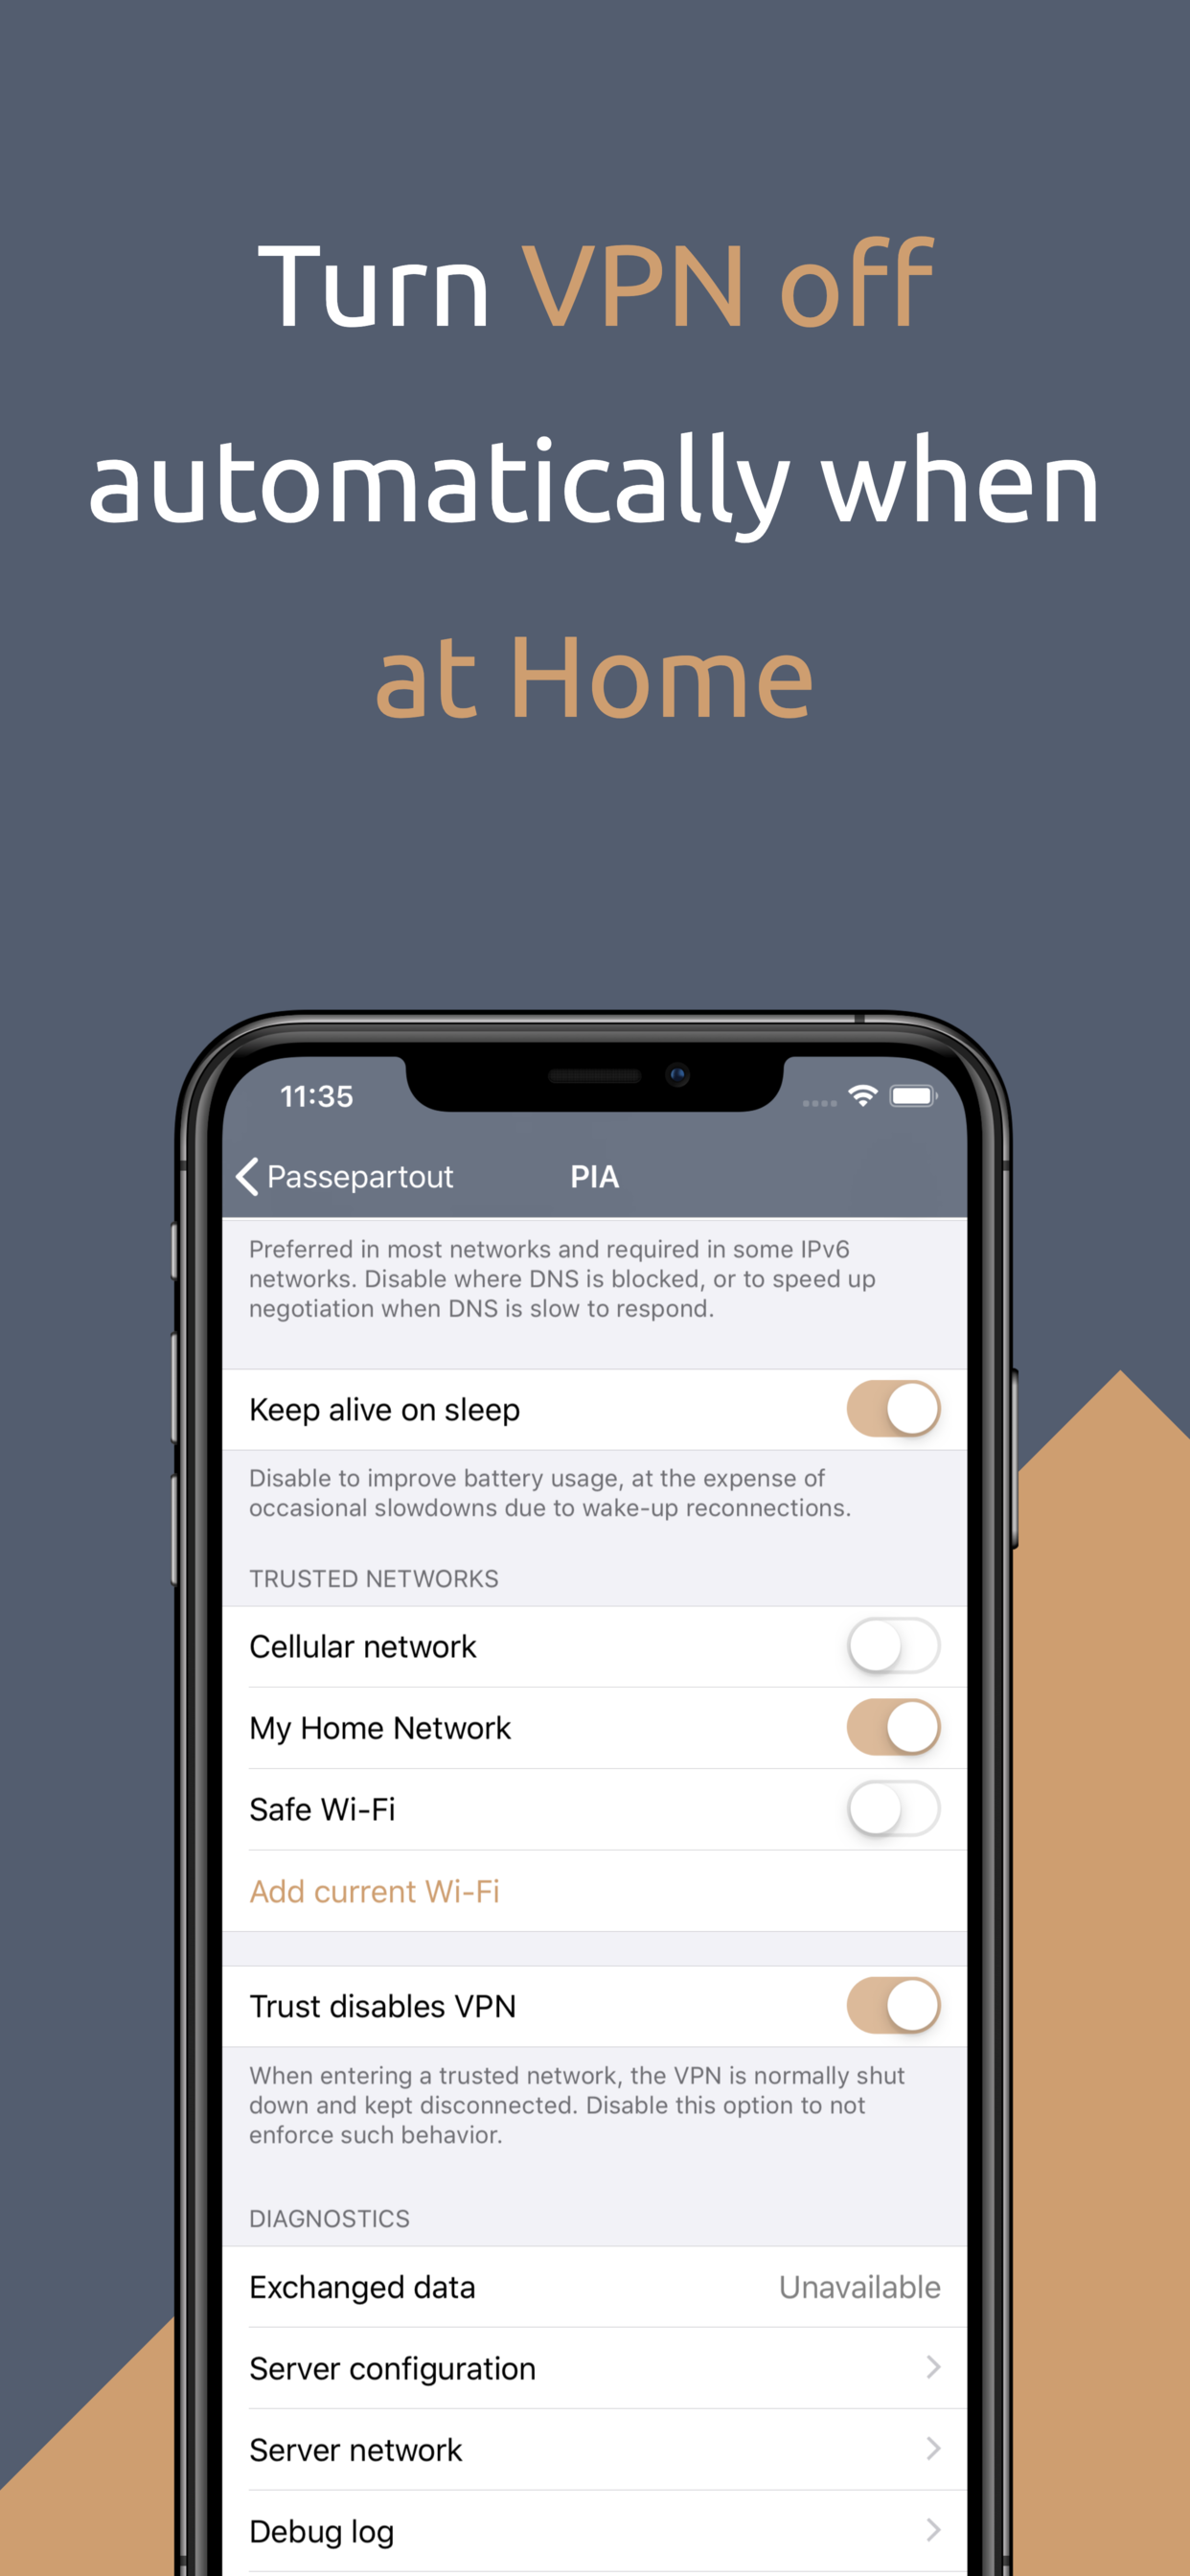 Turn VPN off
automatically when
at Home
11:35
Passepartout
PIA
Preferred in most networks and required in some IPv6
networks. Disable where DNS is blocked, or to speed up
negotiation when DNS is slow to respond.
Keep alive on sleep
Disable to improve battery usage, at the expense of
occasional slowdowns due to wake-up reconnections.
TRUSTED NETWORKS
Cellular network
My Home Network
Safe Wi-Fi
Add current Wi-Fi
Trust disables VPN
When entering a trusted network, the VPN is normally shut
down and kept disconnected. Disable this option to not
enforce such behavior.
DIAGNOSTICS
Exchanged data Unavailable
Server configuration
Server network
Debug log